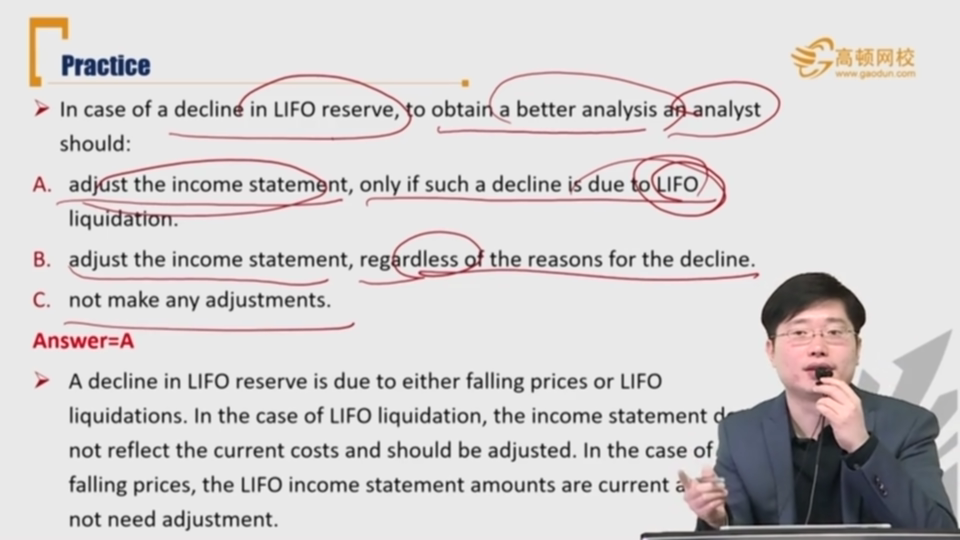 Practice
高顿网校
www.gaodun.com
➢ In case of a decline in LIFO reserve, to obtain a better analysis an analyst
should:
A. adjust the income statement, only if such a decline is due to LIFO
liquidation.
B. adjust the income statement, regardless of the reasons for the decline.
C. not make any adjustments.
Answer=A
➢ A decline in LIFO reserve is due to either falling prices or LIFO
liquidations. In the case of LIFO liquidation, the income statement
not reflect the current costs and should be adjusted. In the case of
falling prices, the LIFO income statement amounts are current
not need adjustment.